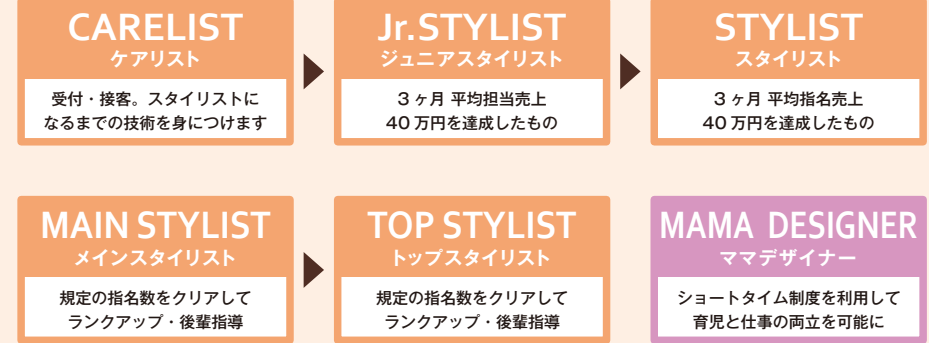 CARELIST
ケアリスト
受付・接客。スタイリストに
なるまでの技術を身につけます
Jr.STYLIST
ジュニアスタイリスト
3ヶ月 平均担当売上
40万円を達成したもの
STYLIST
スタイリスト
3ヶ月 平均指名売上
40万円を達成したもの
MAIN STYLIST
メインスタイリスト
規定の指名数をクリアして
ランクアップ・後輩指導
TOP STYLIST
トップスタイリスト
規定の指名数をクリアして
ランクアップ・後輩指導
MAMA DESIGNER
ママデザイナー
ショートタイム制度を利用して
育児と仕事の両立を可能に